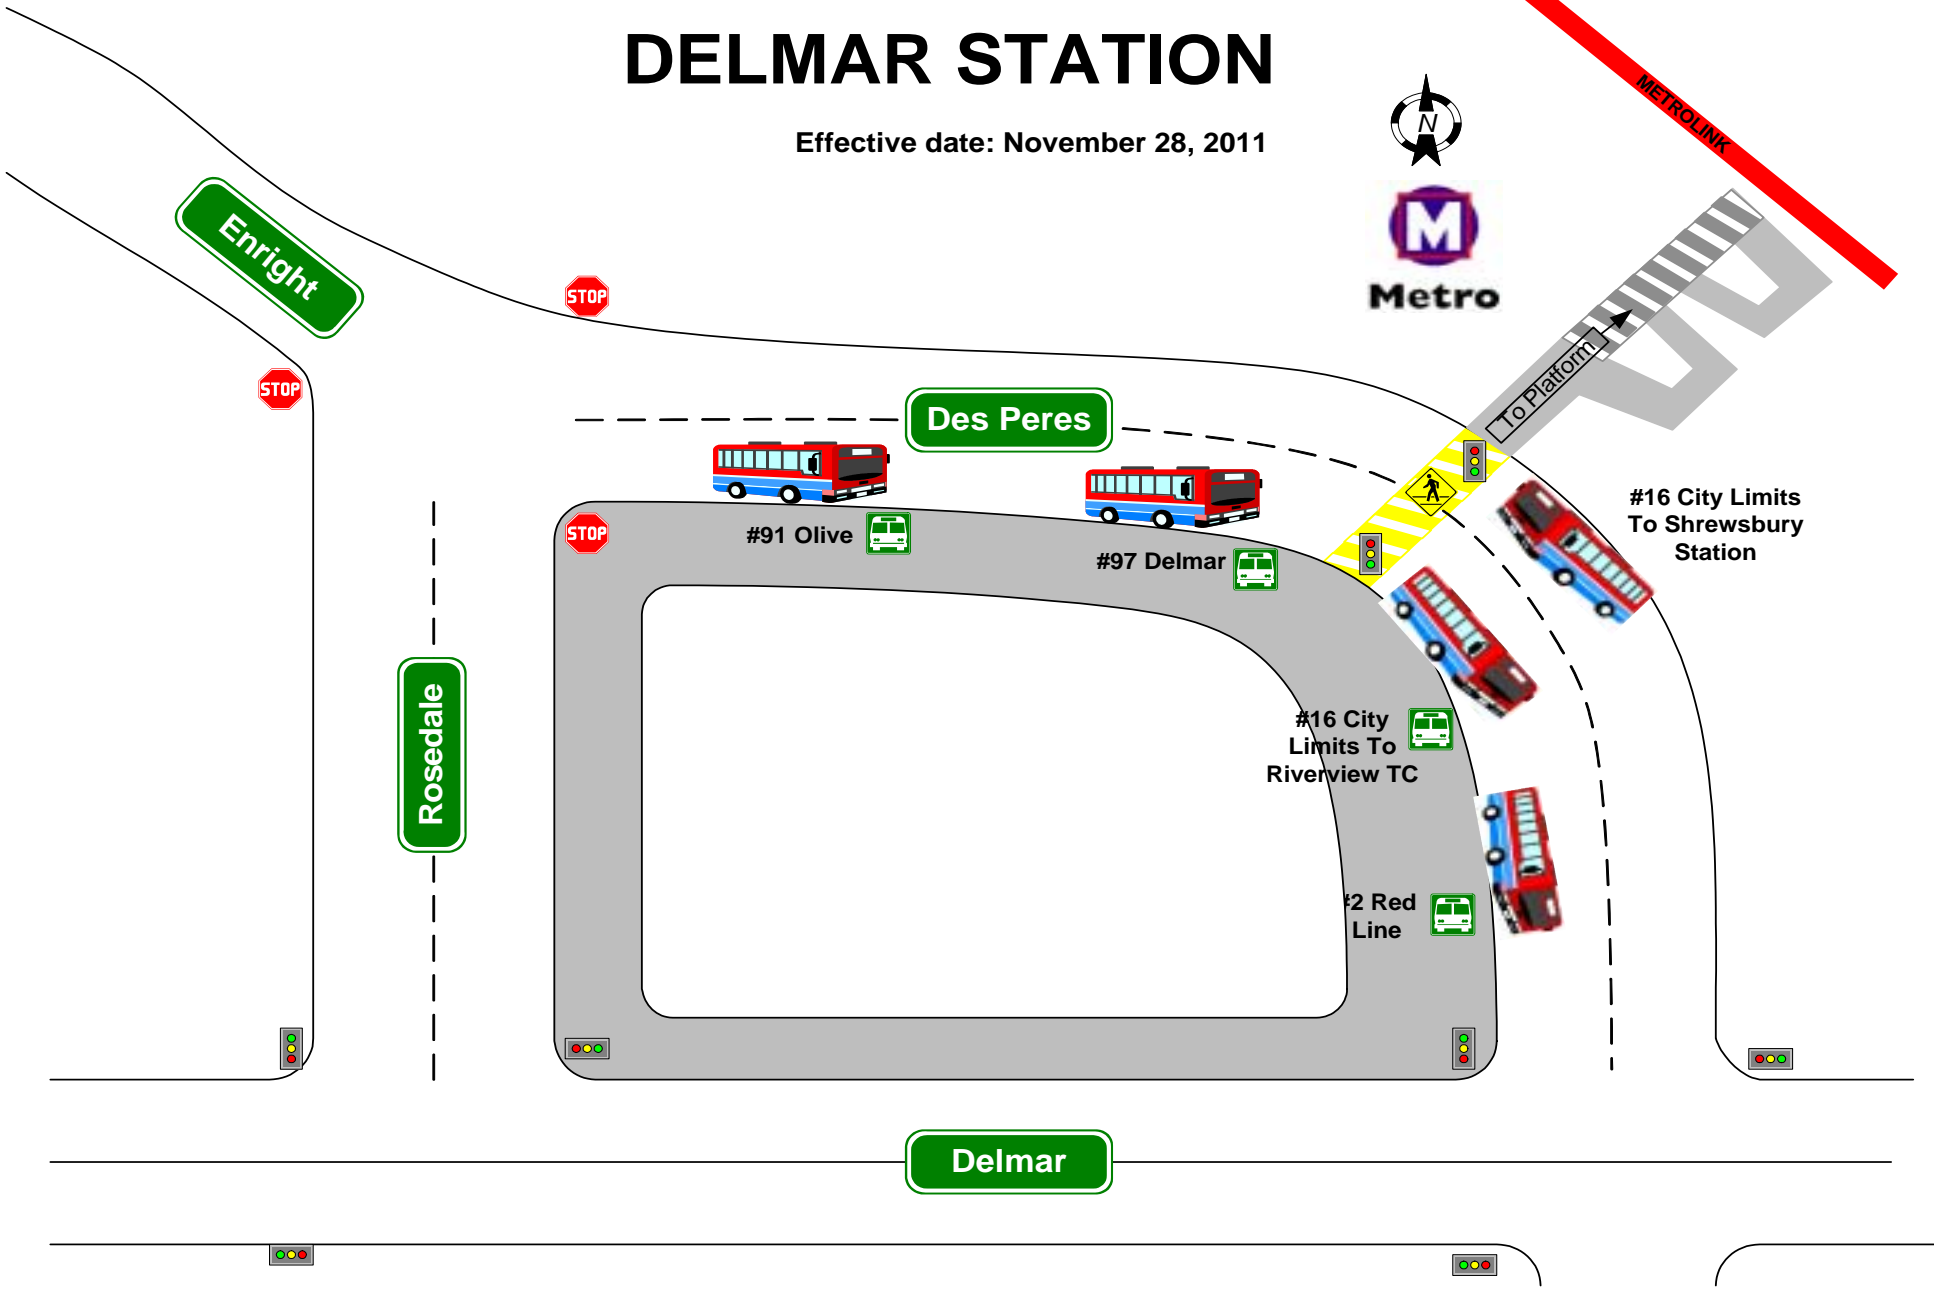 DELMAR STATION
Effective date: November 28, 2011
N
METROLINK
M
Metro
Enright
STOP
STOP
To Platform
Des Peres
#16 City Limits
To Shrewsbury
Station
STOP
#91 Olive
#97 Delmar
Rosedale
#16 City
Limits To
Riverview TC
#2 Red
Line
Delmar